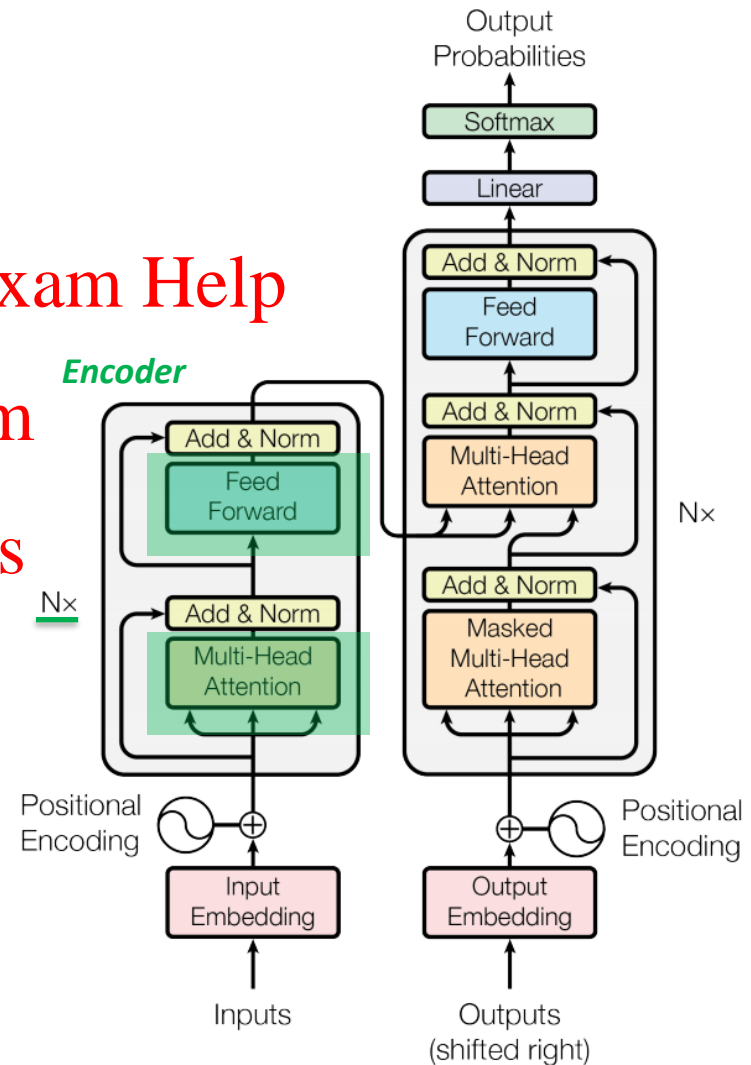 Output
Probabilities
Softmax
Linear
Add & Norm
Feed
Forward
Add & Norm
Multi-Head
Attention
Nx
Add & Norm
Masked
Multi-Head
Attention
Positional
Encoding
Output
Embedding
Outputs
(shifted right)
xam Help
Encoder
m
s
Add & Norm
Feed
Forward
Nx
Add & Norm
Multi-Head
Attention
Positional
Encoding
Input
Embedding
Inputs